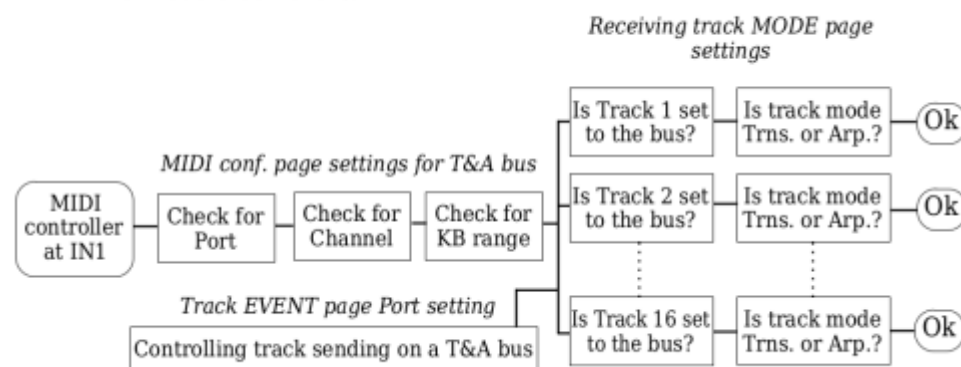 Receiving track MODE page
settings
Is Track 1 set
to the bus?
Is track mode
Trns. or Arp.?
Ok
MIDI conf. page settings for T&A bus
MIDI
controller
at IN1
Check for
Port
Check for
Channel
Check for
KB range
Is Track 2 set
to the bus?
Is track mode
Trns. or Arp.?
Ok
Track EVENT page Port setting
Controlling track sending on a T&A bus
Is Track 16 set
to the bus?
Is track mode
Trns. or Arp.?
Ok